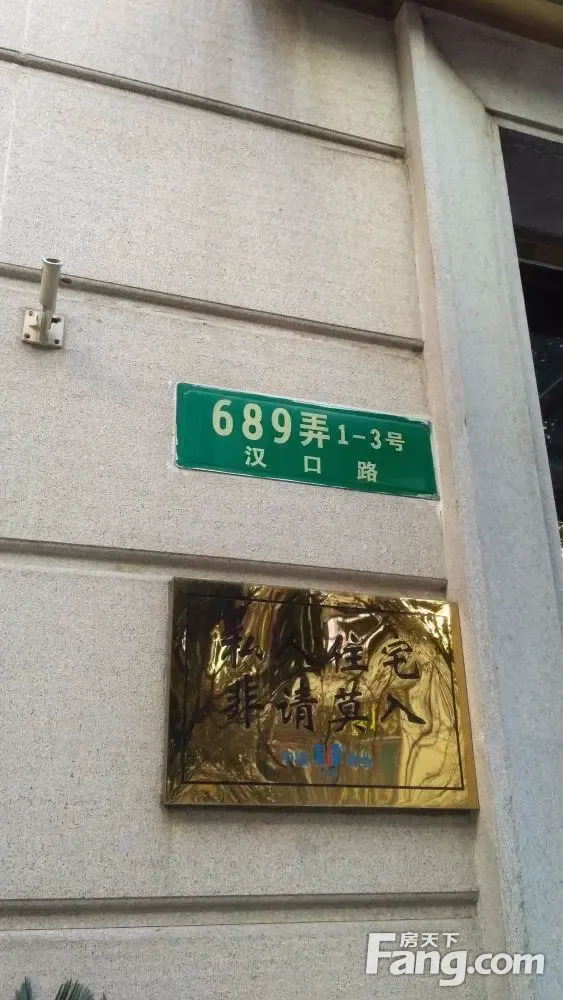 689弄1-3号
汉口路
私人住宅
非请莫入
房天下
Fang.com